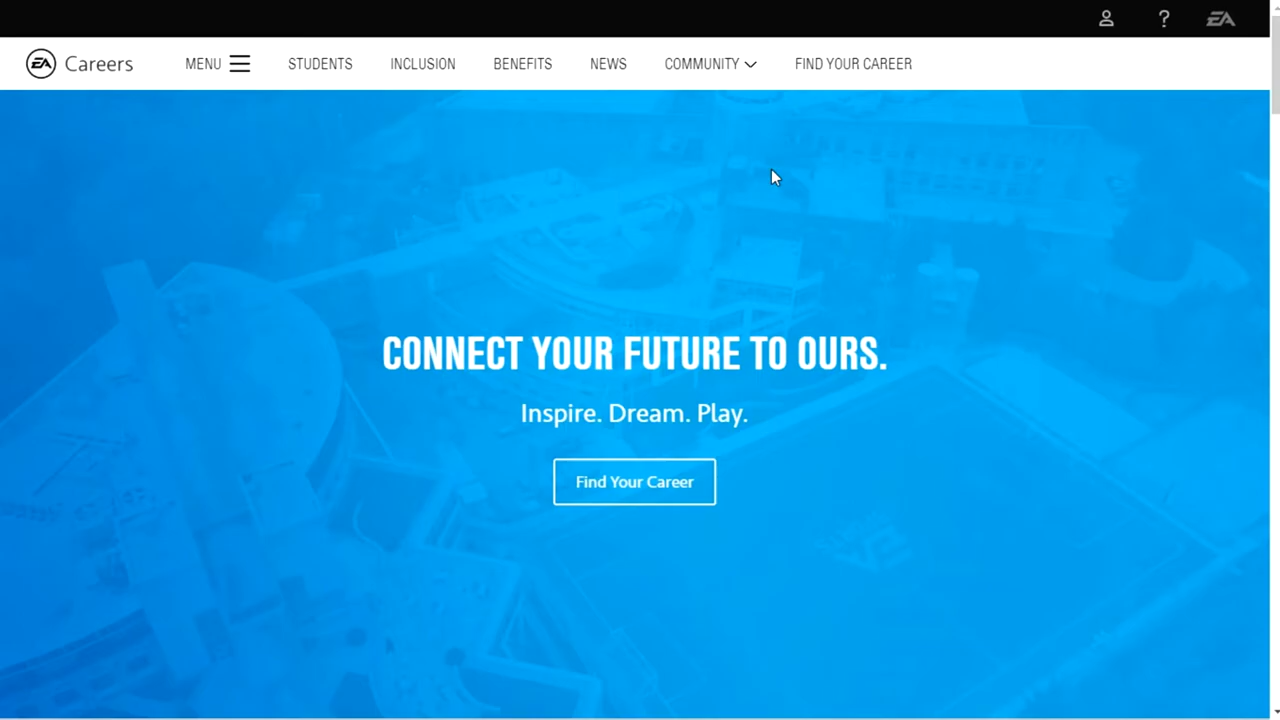 EA
EA Careers MENU STUDENTS INCLUSION BENEFITS NEWS COMMUNITY FIND YOUR CAREER
CONNECT YOUR FUTURE TO OURS.
Inspire. Dream. Play.
Find Your Career